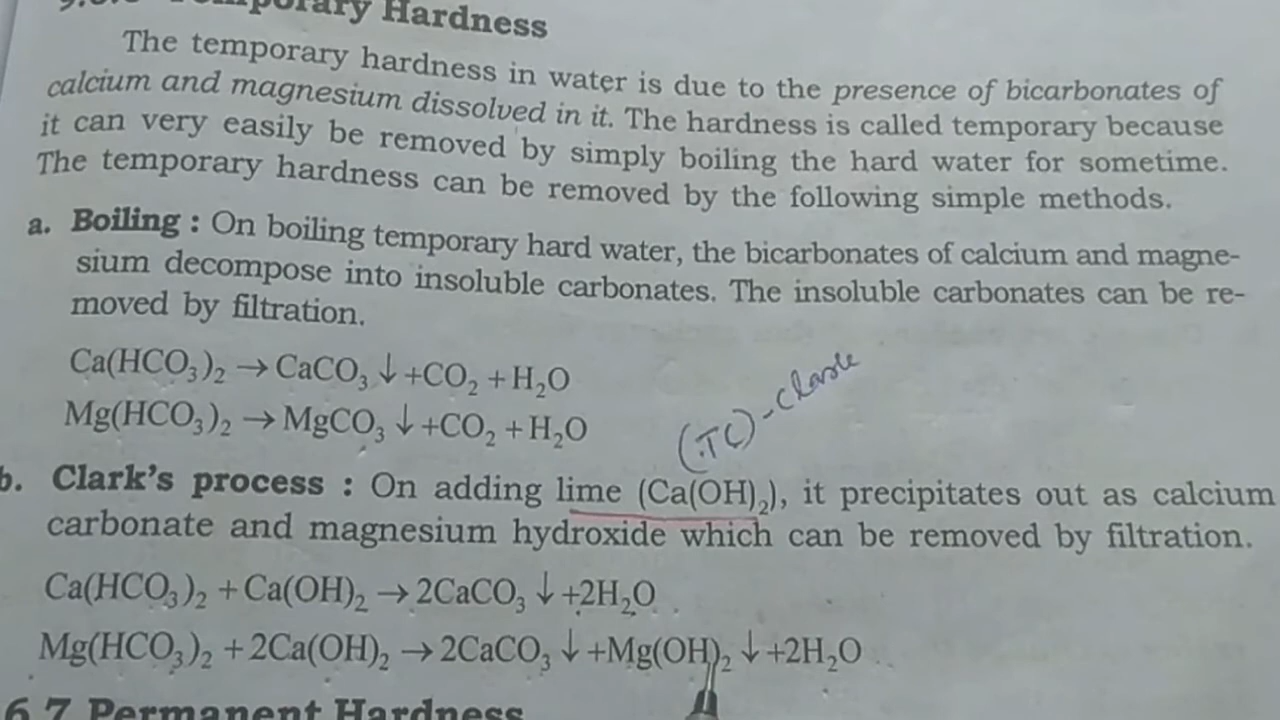 Temporary Hardness
The temporary hardness in water is due to the presence of bicarbonates of
calcium and magnesium dissolved in it. The hardness is called temporary because
it can very easily be removed by simply boiling the hard water for sometime.
The temporary hardness can be removed by the following simple methods.
a. Boiling : On boiling temporary hard water, the bicarbonates of calcium and magne-
sium decompose into insoluble carbonates. The insoluble carbonates can be re-
moved by filtration.
Ca(HCO₃)₂ → CaCO₃ ↓ +CO₂ + H₂O
Mg(HCO₃)₂ → MgCO₃ ↓ +CO₂ + H₂O
(TC) -
b. Clark's process : On adding lime (Ca(OH)₂), it precipitates out as calcium
carbonate and magnesium hydroxide which can be removed by filtration.
Ca(HCO₃)₂ + Ca(OH)₂ → 2CaCO₃ ↓ +2H₂O
Mg(HCO₃)₂ + 2Ca(OH)₂ → 2CaCO₃ ↓ +Mg(OH)₂ ↓ +2H₂O
6.7 Permanent Hardness